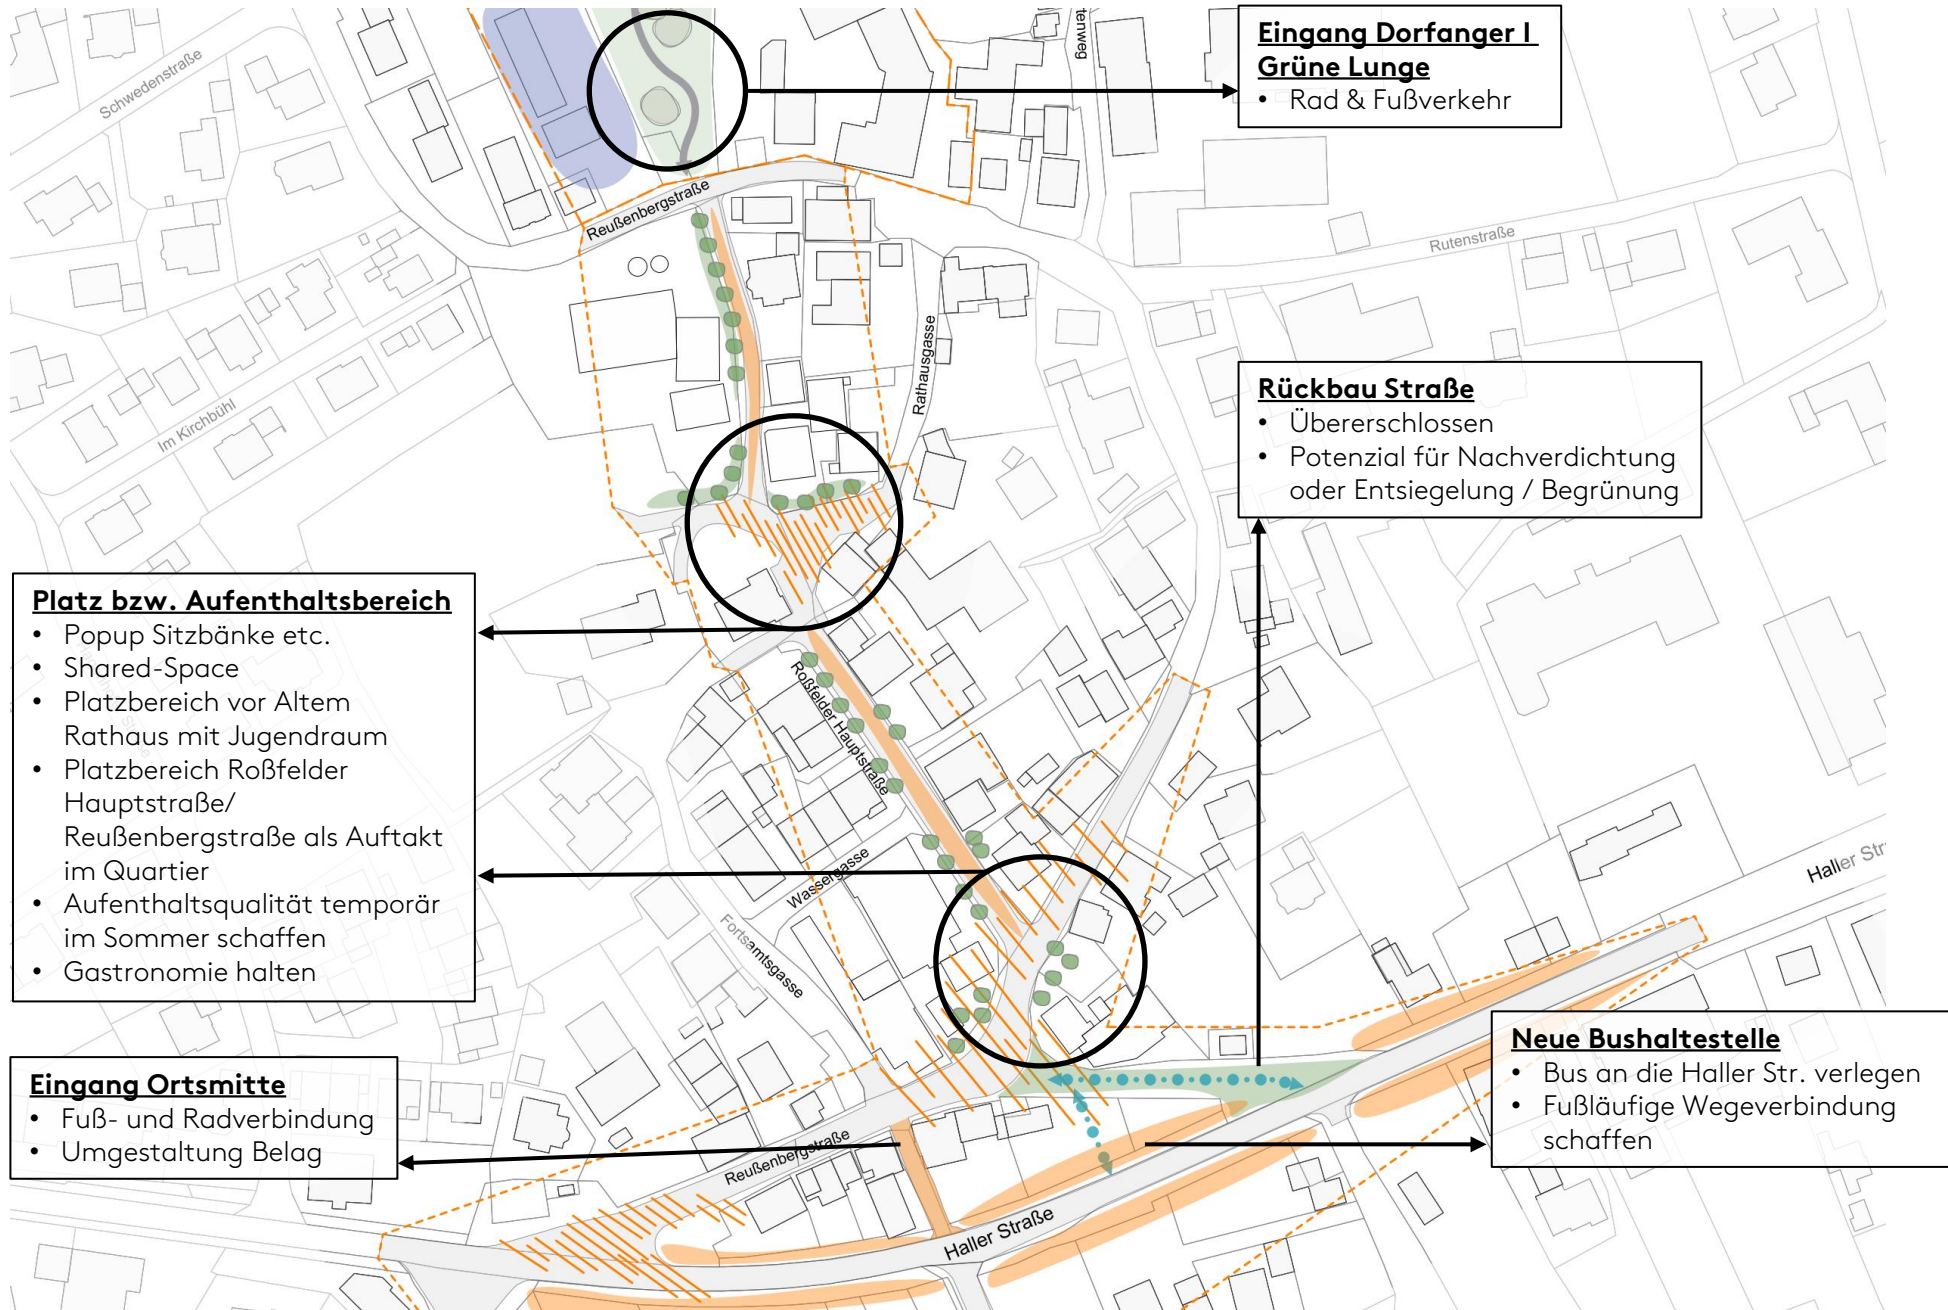 Eingang Dorfanger I
Grüne Lunge
• Rad & Fußverkehr
tenweg
Schwedenstraße
Reußenbergstraße
Rutenstraße
Rathausgasse
Im Kirchbühl
Rückbau Straße
• Übererschlossen
• Potenzial für Nachverdichtung
oder Entsiegelung / Begrünung
Platz bzw. Aufenthaltsbereich
• Popup Sitzbänke etc.
• Shared-Space
• Platzbereich vor Altem
Rathaus mit Jugendraum
• Platzbereich Roßfelder
Hauptstraße/
Reußenbergstraße als Auftakt
im Quartier
• Aufenthaltsqualität temporär
im Sommer schaffen
• Gastronomie halten
Roßfelder Hauptstraße
Wassergasse
Fortsamtsgasse
Haller Str
Eingang Ortsmitte
• Fuß- und Radverbindung
• Umgestaltung Belag
Neue Bushaltestelle
• Bus an die Haller Str. verlegen
• Fußläufige Wegeverbindung
schaffen
Reußenbergstraße
Haller Straße